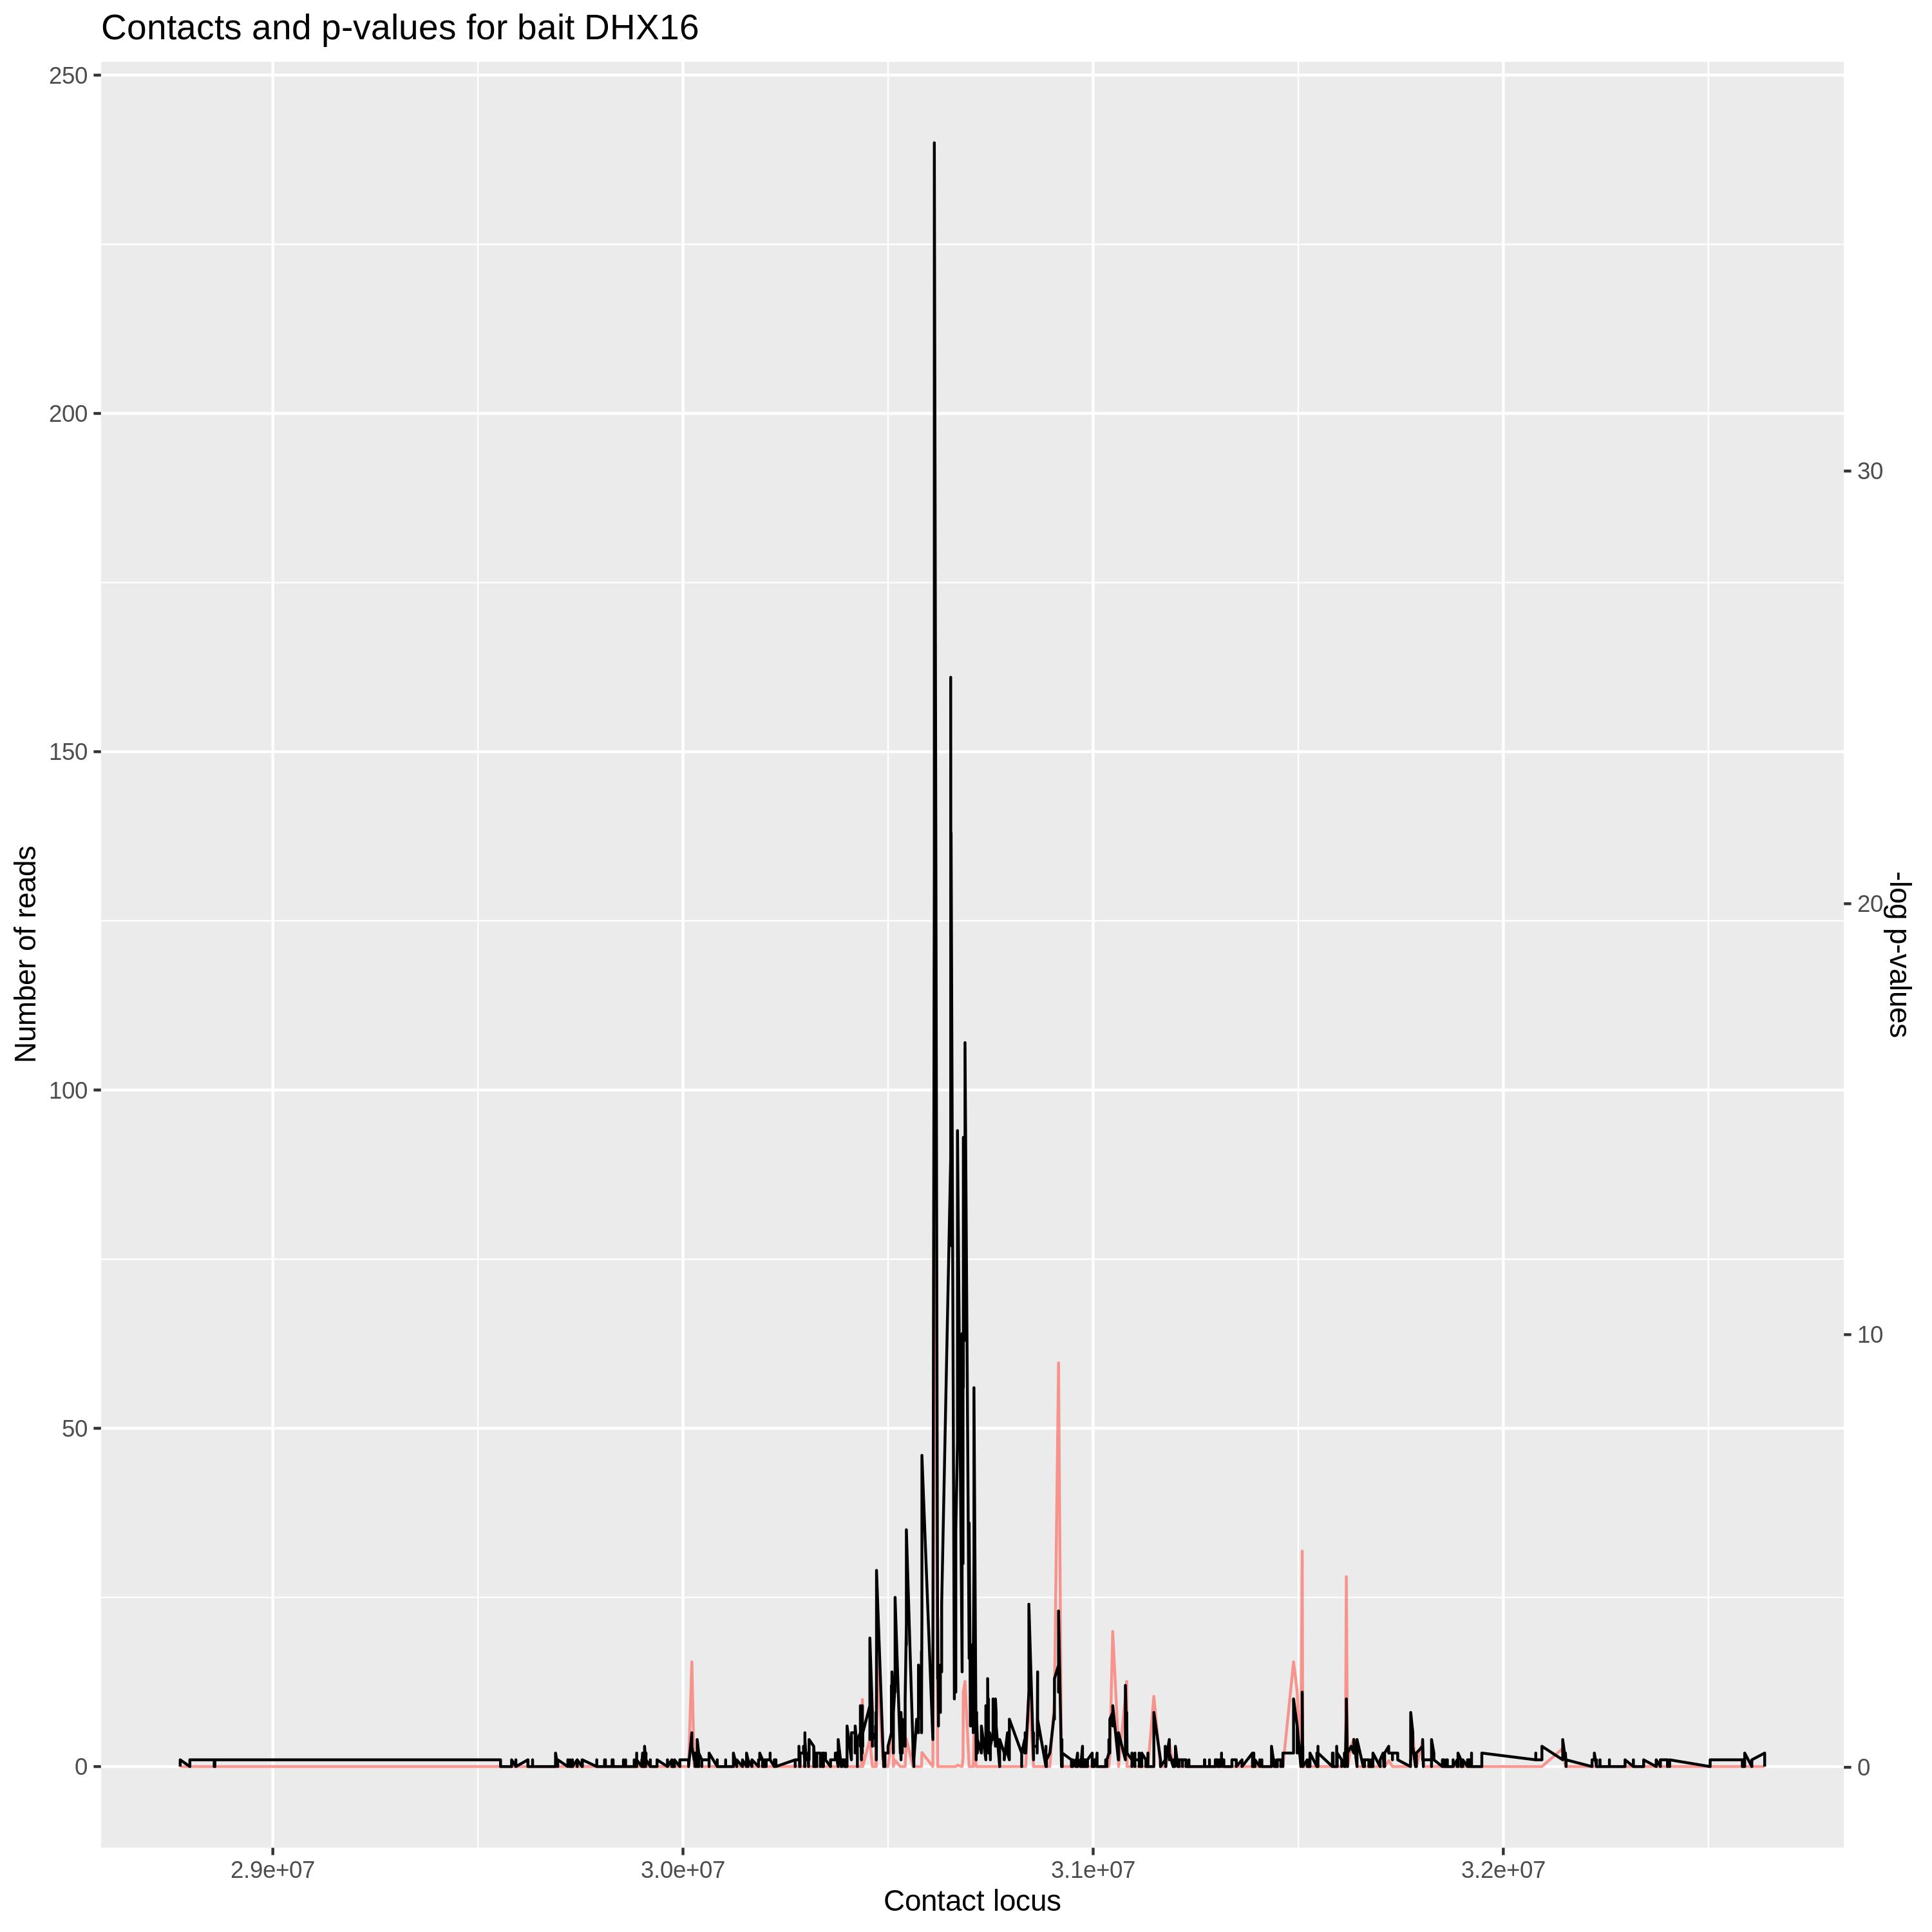 Contacts and p-values for bait DHX16
250
200
150
100
50
0
Number of reads
30
20
10
0
-log p-values
2.9e+07 3.0e+07 3.1e+07 3.2e+07
Contact locus